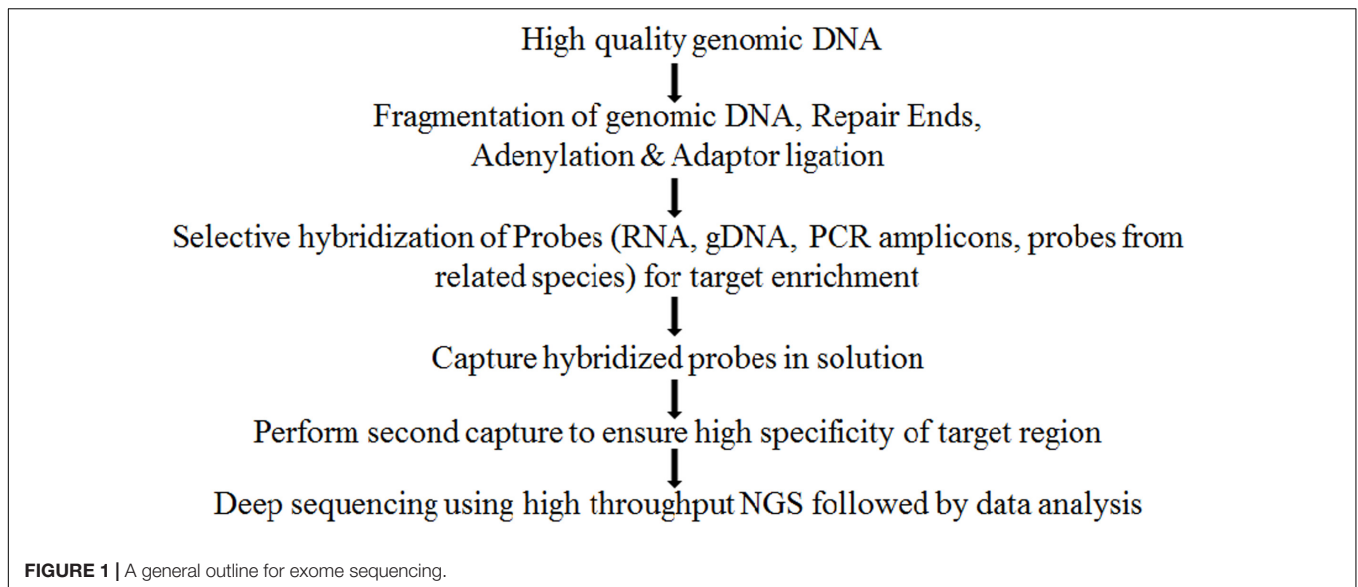 High quality genomic DNA
Fragmentation of genomic DNA, Repair Ends,
Adenylation & Adaptor ligation
Selective hybridization of Probes (RNA, gDNA, PCR amplicons, probes from
related species) for target enrichment
Capture hybridized probes in solution
Perform second capture to ensure high specificity of target region
Deep sequencing using high throughput NGS followed by data analysis
FIGURE 1 | A general outline for exome sequencing.